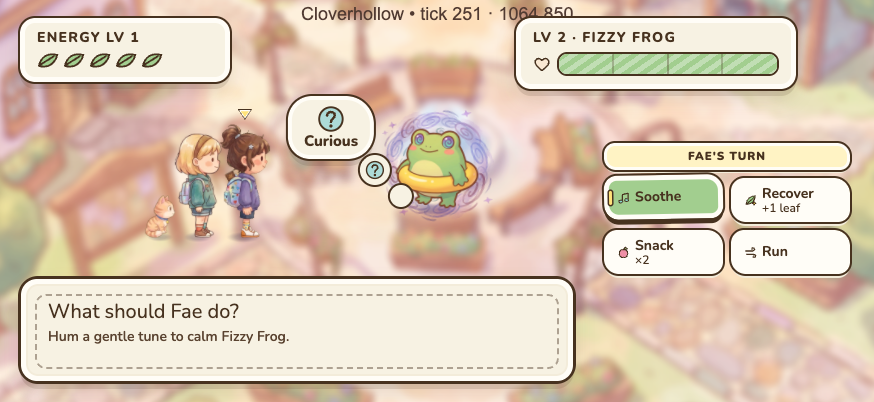 Cloverhollow • tick 251 · 1064,850
ENERGY LV 1
LV 2 · FIZZY FROG
?
Curious
?
FAE'S TURN
Soothe
Recover
+1 leaf
Snack
×2
Run
What should Fae do?
Hum a gentle tune to calm Fizzy Frog.